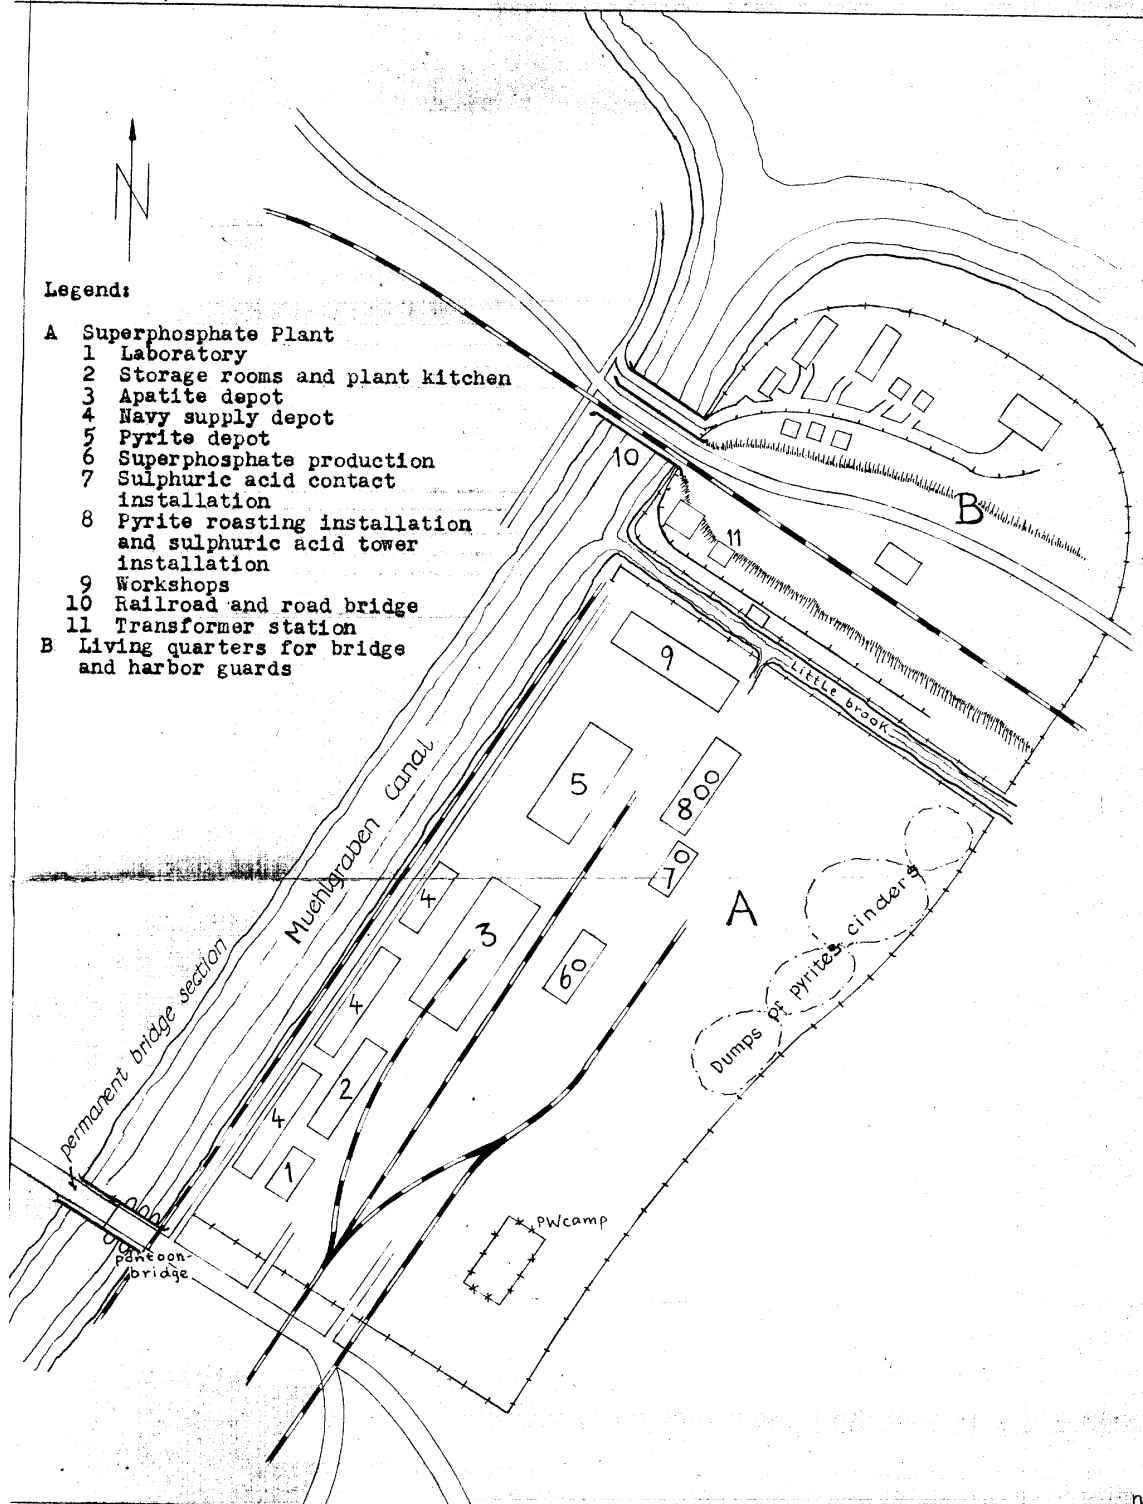 N
Legend:
A Superphosphate Plant
1 Laboratory
2 Storage rooms and plant kitchen
3 Apatite depot
4 Navy supply depot
5 Pyrite depot
6 Superphosphate production
7 Sulphuric acid contact
installation
8 Pyrite roasting installation
and sulphuric acid tower
installation
9 Workshops
10 Railroad and road bridge
11 Transformer station
B Living quarters for bridge
and harbor guards
10
B
11
9
Little brook
5
800
70
Muehlgraben Canal
4
3
A
60
Dumps of pyrites cinders
4
permanent bridge section
2
4
1
PWcamp
pontoon-
bridge